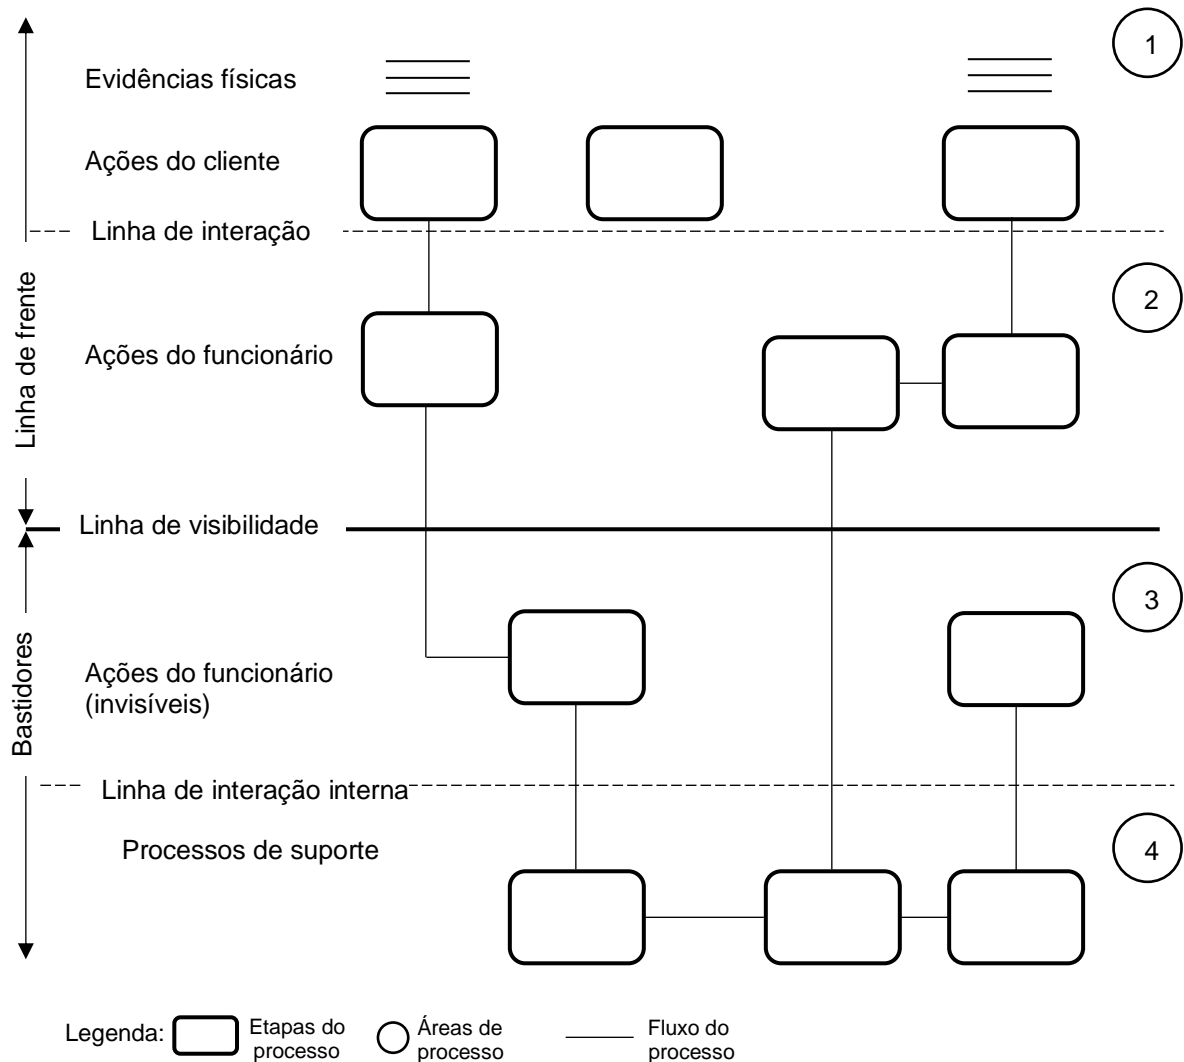 1
Evidências físicas
Ações do cliente
Linha de interação
2
Linha de frente
Ações do funcionário
Linha de visibilidade
3
Bastidores
Ações do funcionário
(invisíveis)
Linha de interação interna
Processos de suporte
4
Legenda:
Etapas do
processo
Áreas de
processo
Fluxo do
processo